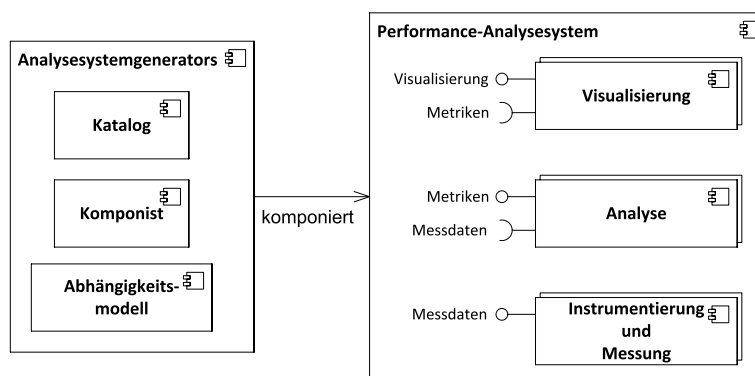 Analysesystemgenerators
Katalog
Komponist
Abhängigkeits-
modell
komponiert
Performance-Analysesystem
Visualisierung
Metriken
Visualisierung
Metriken
Messdaten
Analyse
Messdaten
Instrumentierung
und
Messung